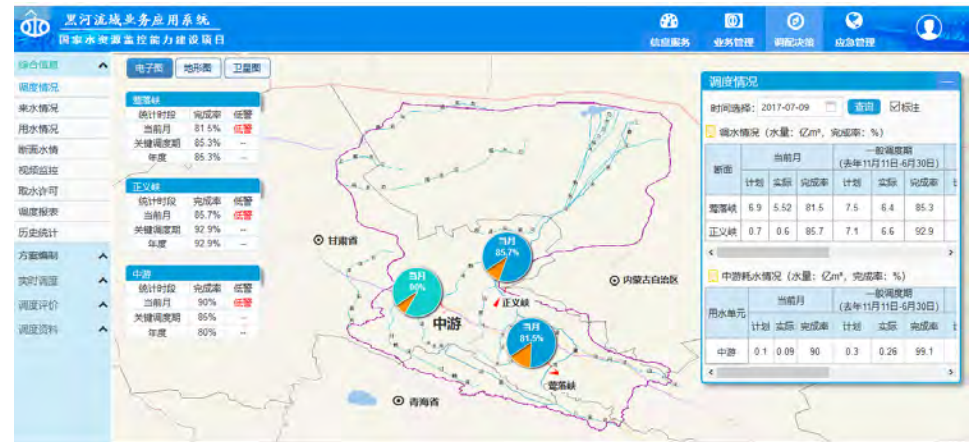 黑河流域业务应用系统
国家水资源监控能力建设项目
信息服务 业务管理 调配决策 应急管理
综合信息
调度情况
来水情况
用水情况
断面水情
视频监控
取水许可
调度报表
历史统计
方案编制
实时调度
调度评价
调度资料
电子图 地形图 卫星图
莺落峡
统计时段 完成率 低警
当前月 81.5% 低警
关键调度期 85.3% --
年度 85.3% --
正义峡
统计时段 完成率 低警
当前月 85.7% 低警
关键调度期 92.9% --
年度 92.9% --
中游
统计时段 完成率 低警
当前月 90% 低警
关键调度期 85% --
年度 80% --
甘肃省
内蒙古自治区
青海省
当月
85.7%
正义峡
当月
90%
中游
当月
81.5%
莺落峡
调度情况
时间选择: 2017-07-09 查询 标注
调水情况 (水量: 亿m³, 完成率: %)
断面 当前月 一般调度期
(去年11月11日-6月30日)
计划 实际 完成率 计划 实际 完成率
莺落峡 6.9 5.52 81.5 7.5 6.4 85.3
正义峡 0.7 0.6 85.7 7.1 6.6 92.9
中游耗水情况 (水量: 亿m³, 完成率: %)
用水单元 当前月 一般调度期
(去年11月11日-6月30日)
计划 实际 完成率 计划 实际 完成率
中游 0.1 0.09 90 0.3 0.26 99.1